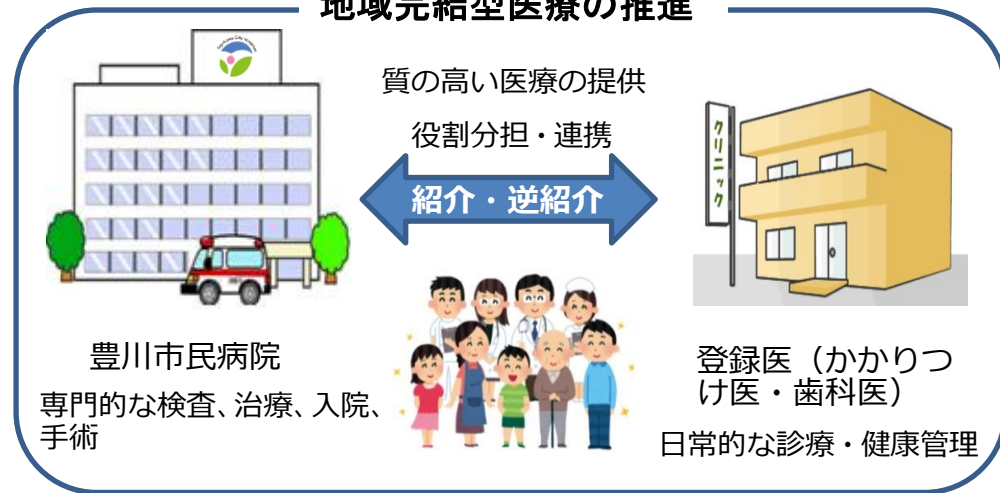 地域完結型医療の推進
質の高い医療の提供
役割分担・連携
紹介・逆紹介
クリニック
豊川市民病院
専門的な検査、治療、入院、
手術
登録医（かかりつ
け医・歯科医）
日常的な診療・健康管理